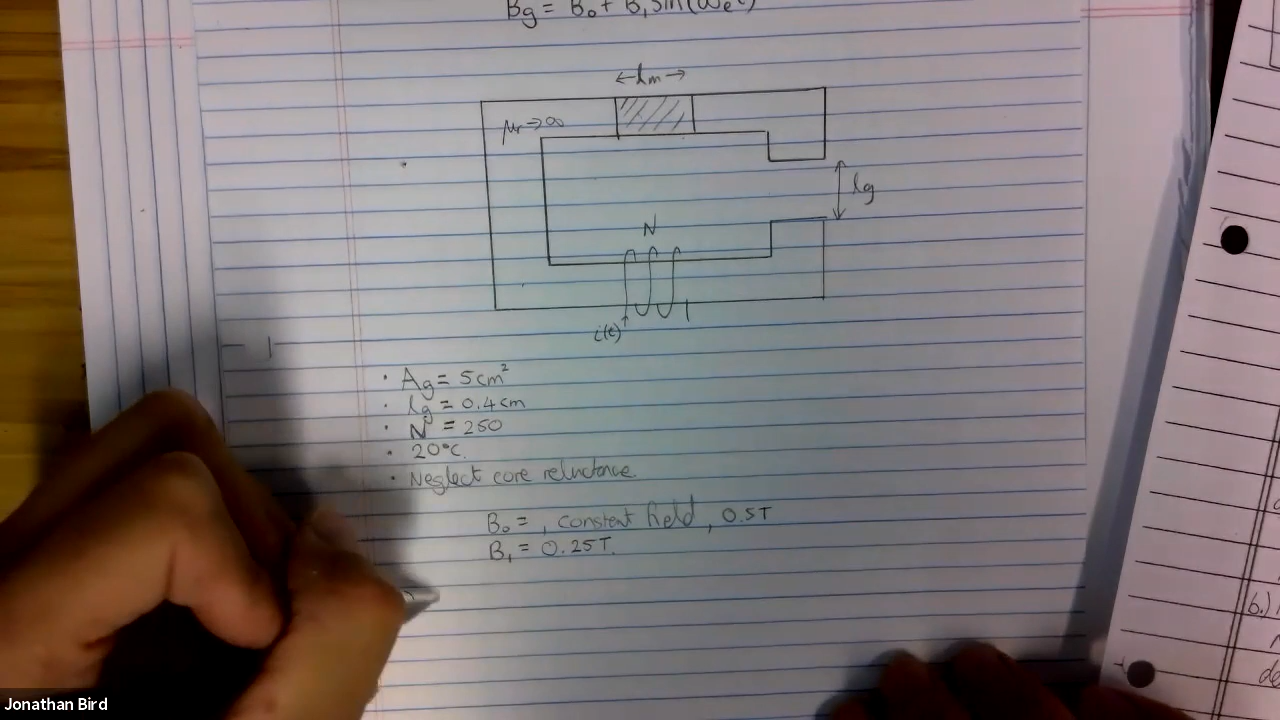 Bg = B₀ + B₁ sin(ωₑt)
←lm→
μr→∞
lg
N
i(t)
· Ag = 5cm²
· lg = 0.4cm
· N = 250
· 20°C.
· Neglect core reluctance.
B₀ = , constant field, 0.5T
B₁ = 0.25T.
b.)
Jonathan Bird